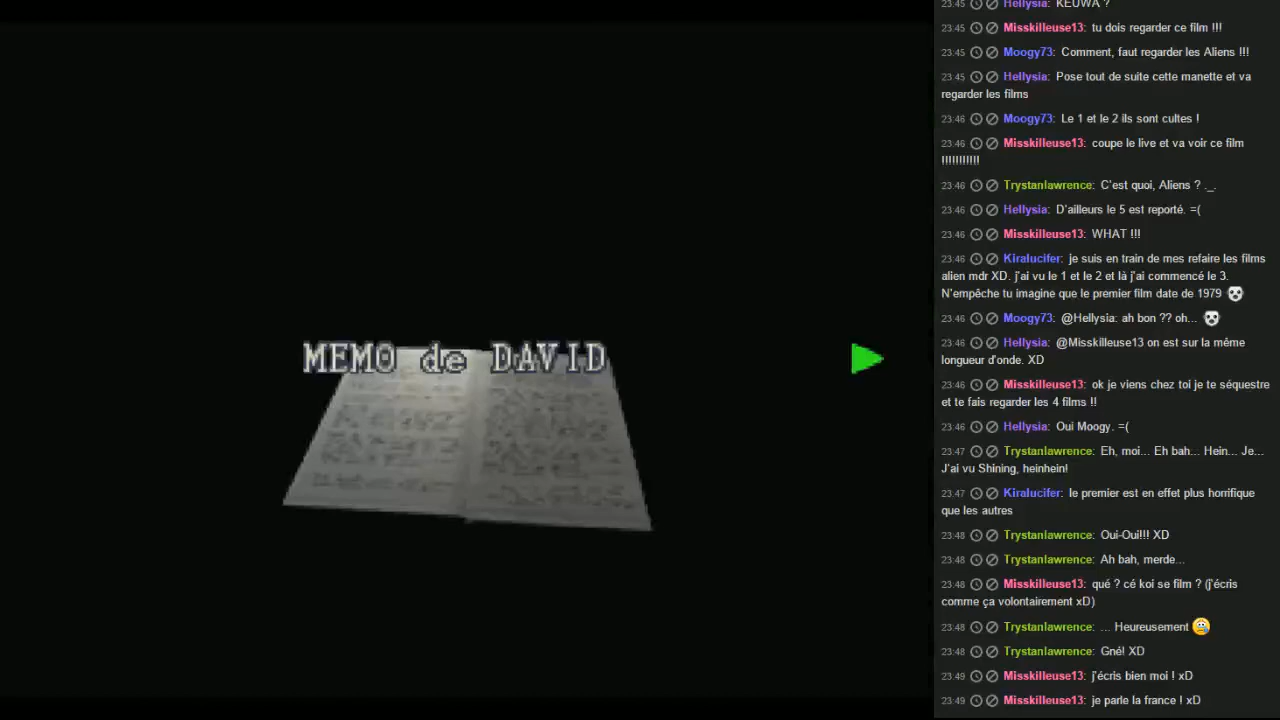 MEMO de DAVID
23:45 Hellysia: KEUWA ?
23:45 Misskilleuse13: tu dois regarder ce film !!!
23:45 Moogy73: Comment, faut regarder les Aliens !!!
23:45 Hellysia: Pose tout de suite cette manette et va
regarder les films
23:46 Moogy73: Le 1 et le 2 ils sont cultes !
23:46 Misskilleuse13: coupe le live et va voir ce film
!!!!!!!!!!!
23:46 Trystanlawrence: C'est quoi, Aliens ? ._.
23:46 Hellysia: D'ailleurs le 5 est reporté. =(
23:46 Misskilleuse13: WHAT !!!
23:46 Kiralucifer: je suis en train de mes refaire les films
alien mdr XD. j'ai vu le 1 et le 2 et là j'ai commencé le 3.
N'empêche tu imagine que le premier film date de 1979
23:46 Moogy73: @Hellysia: ah bon ?? oh...
23:46 Hellysia: @Misskilleuse13 on est sur la même
longueur d'onde. XD
23:46 Misskilleuse13: ok je viens chez toi je te séquestre
et te fais regarder les 4 films !!
23:46 Hellysia: Oui Moogy. =(
23:47 Trystanlawrence: Eh, moi... Eh bah... Hein... Je...
J'ai vu Shining, heinhein!
23:47 Kiralucifer: le premier est en effet plus horrifique
que les autres
23:48 Trystanlawrence: Oui-Oui!!! XD
23:48 Trystanlawrence: Ah bah, merde...
23:48 Misskilleuse13: qué ? cé koi se film ? (j'écris
comme ça volontairement xD)
23:48 Trystanlawrence: ... Heureusement
23:48 Trystanlawrence: Gné! XD
23:49 Misskilleuse13: j'écris bien moi ! xD
23:49 Misskilleuse13: je parle la france ! xD